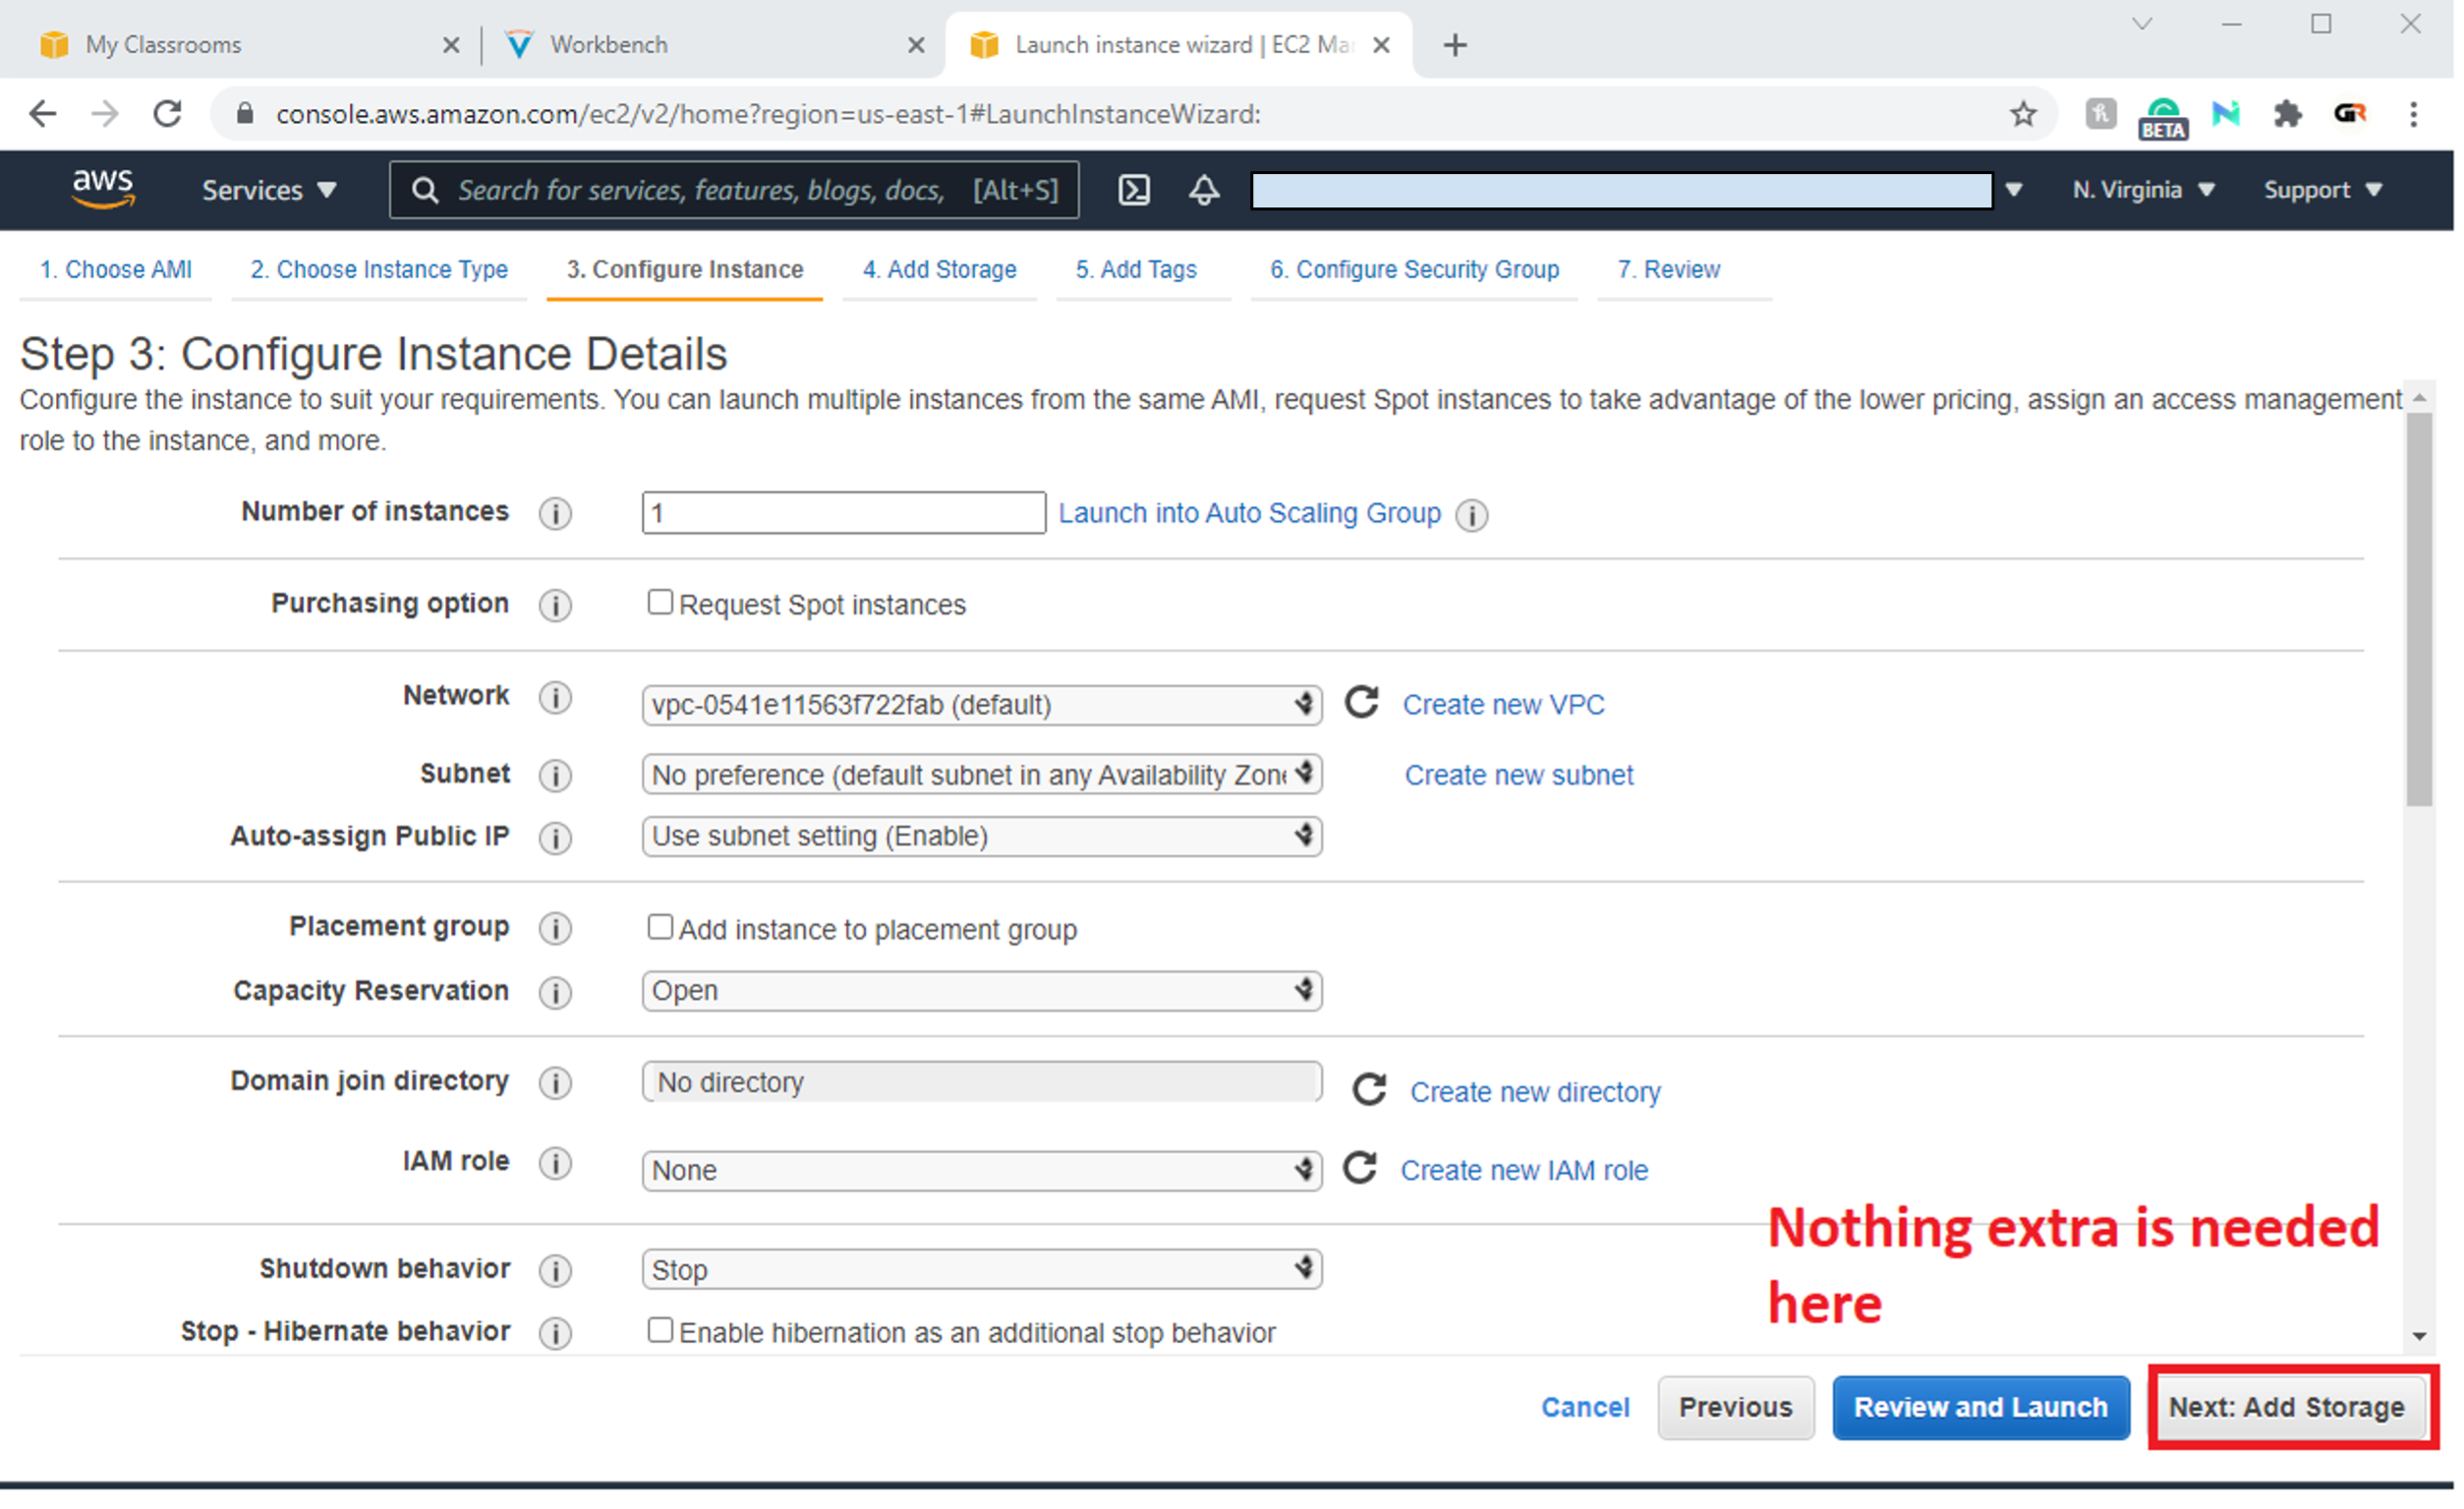 My Classrooms
Workbench
Launch instance wizard | EC2 Mar
console.aws.amazon.com/ec2/v2/home?region=us-east-1#LaunchInstanceWizard:
BETA
GR
aws
Services
Search for services, features, blogs, docs, [Alt+S]
N. Virginia
Support
1. Choose AMI
2. Choose Instance Type
3. Configure Instance
4. Add Storage
5. Add Tags
6. Configure Security Group
7. Review
Step 3: Configure Instance Details
Configure the instance to suit your requirements. You can launch multiple instances from the same AMI, request Spot instances to take advantage of the lower pricing, assign an access management
role to the instance, and more.
Number of instances i 1 Launch into Auto Scaling Group i
Purchasing option i Request Spot instances
Network i vpc-0541e11563f722fab (default) Create new VPC
Subnet i No preference (default subnet in any Availability Zone Create new subnet
Auto-assign Public IP i Use subnet setting (Enable)
Placement group i Add instance to placement group
Capacity Reservation i Open
Domain join directory i No directory Create new directory
IAM role i None Create new IAM role
Nothing extra is needed
here
Shutdown behavior i Stop
Stop - Hibernate behavior i Enable hibernation as an additional stop behavior
Cancel
Previous
Review and Launch
Next: Add Storage